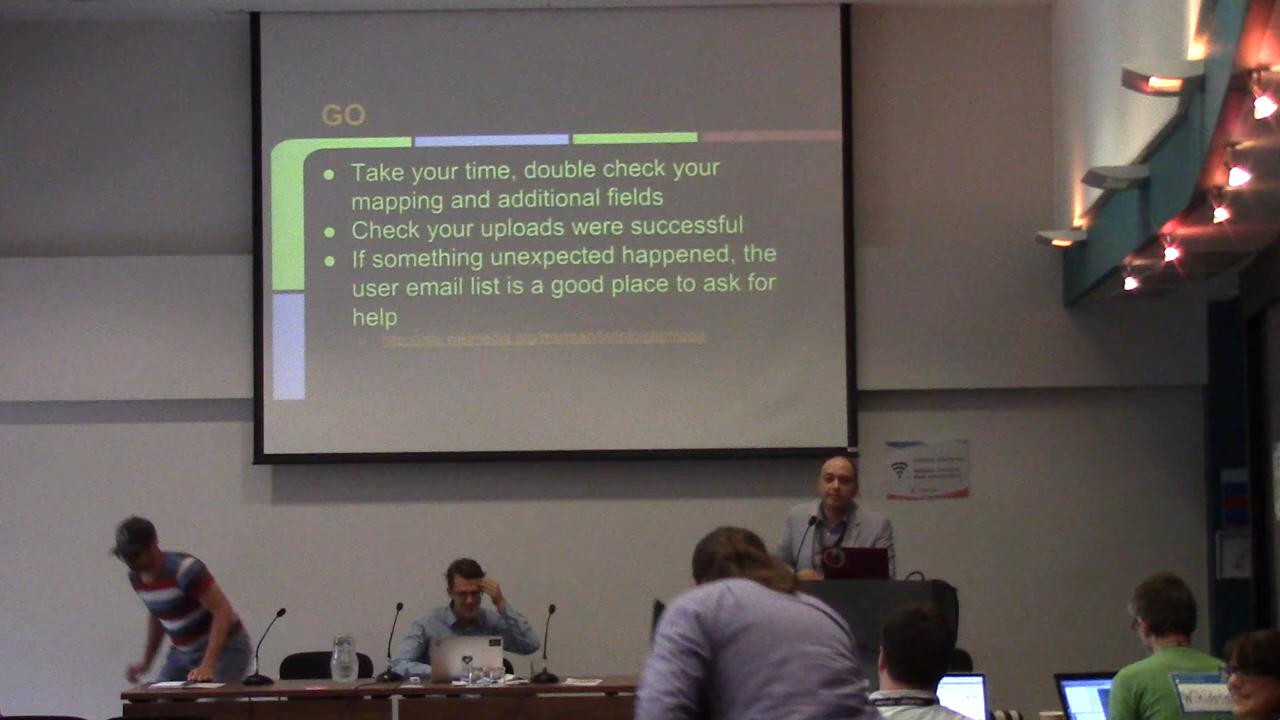 GO
● Take your time, double check your
mapping and additional fields
● Check your uploads were successful
● If something unexpected happened, the
user email list is a good place to ask for
help